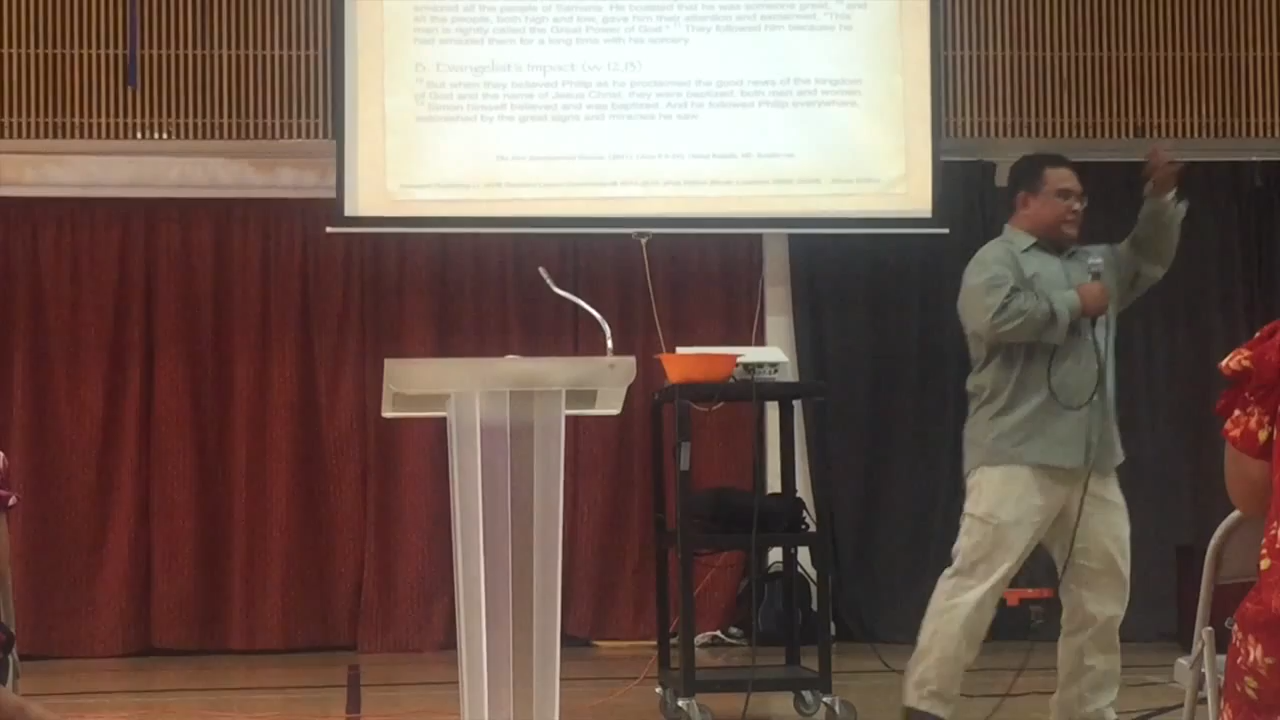 amazed all the people of Samaria. He boasted that he was someone great, 10 and
all the people, both high and low, gave him their attention and exclaimed, "This
man is rightly called the Great Power of God." 11 They followed him because he
had amazed them for a long time with his sorcery.
B. Evangelist's Impact (vv 12,13)
12 But when they believed Philip as he proclaimed the good news of the kingdom
of God and the name of Jesus Christ, they were baptized, both men and women.
13 Simon himself believed and was baptized. And he followed Philip everywhere,
astonished by the great signs and miracles he saw.